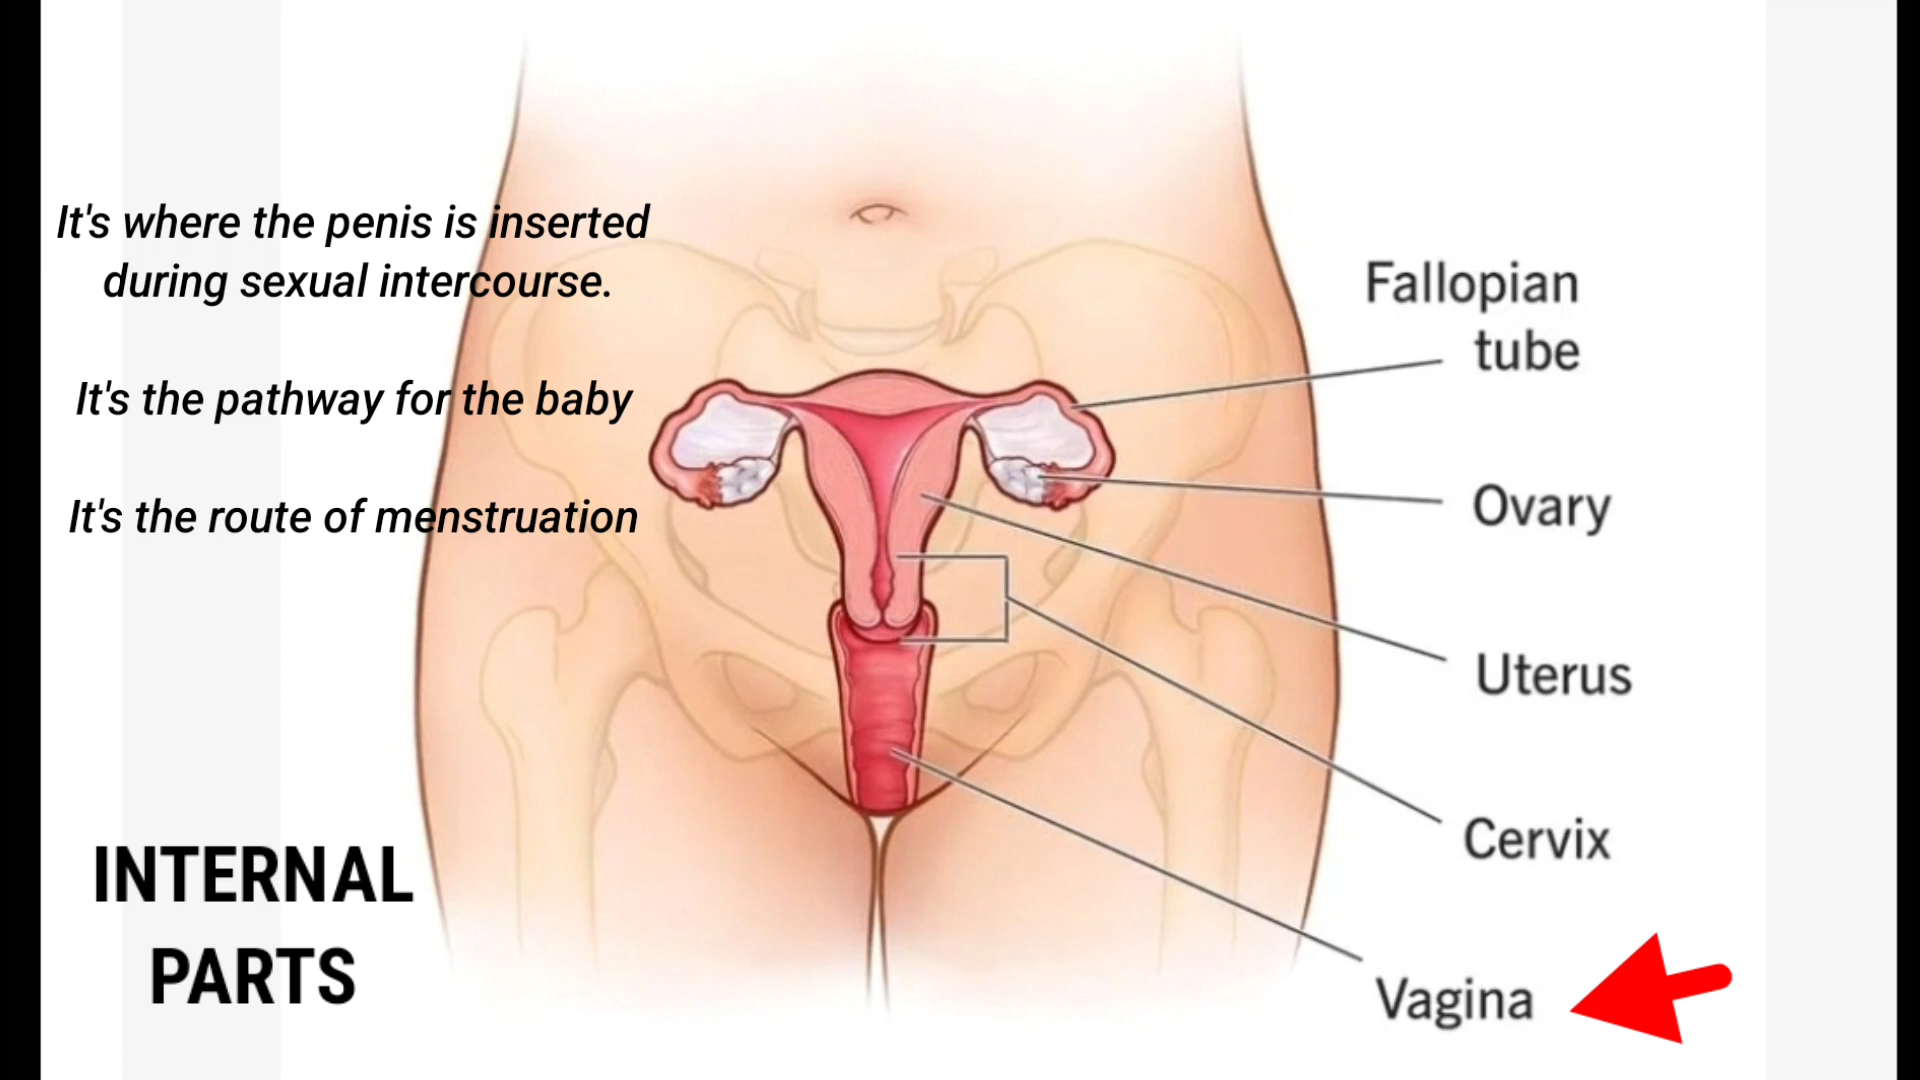 It's where the penis is inserted
during sexual intercourse.
It's the pathway for the baby
It's the route of menstruation
INTERNAL
PARTS
Fallopian
tube
Ovary
Uterus
Cervix
Vagina